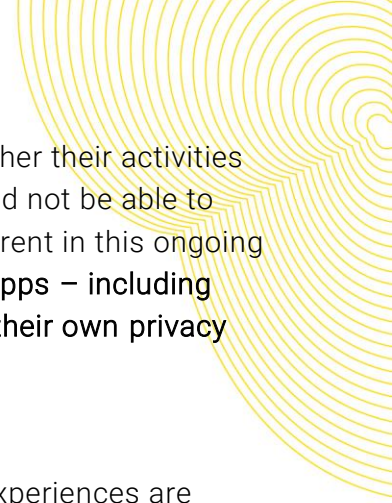 her their activities
d not be able to
rent in this ongoing
pps – including
their own privacy
xperiences are